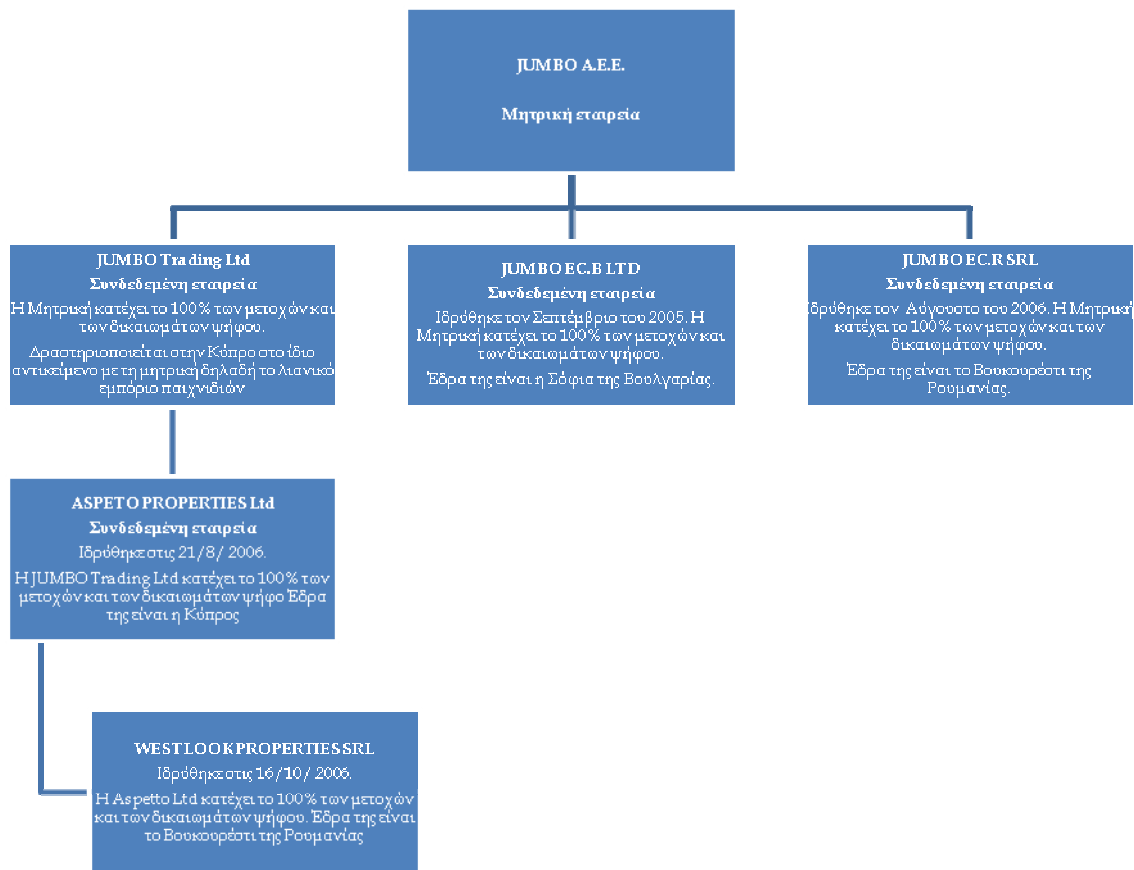 JUMBO A.E.E.
Μητρική εταιρεία
JUMBO Trading Ltd
Συνδεδεμένη εταιρεία
Η Μητρική κατέχει το 100% των μετοχών και
των δικαιωμάτων ψήφου.
Δραστηριοποιείται στην Κύπρο στο ίδιο
αντικείμενο με τη μητρική δηλαδή το λιανικό
εμπόριο παιχνιδιών
JUMBO EC.B LTD
Συνδεδεμένη εταιρεία
Ιδρύθηκε τον Σεπτέμβριο του 2005. Η
Μητρική κατέχει το 100% των μετοχών και
των δικαιωμάτων ψήφου.
Έδρα της είναι η Σόφια της Βουλγαρίας.
JUMBO EC.R SRL
Συνδεδεμένη εταιρεία
Ιδρύθηκε τον Αύγουστο του 2006. Η Μητρική
κατέχει το 100% των μετοχών και των
δικαιωμάτων ψήφου.
Έδρα της είναι το Βουκουρέστι της
Ρουμανίας.
ASPETO PROPERTIES Ltd
Συνδεδεμένη εταιρεία
Ιδρύθηκε στις 21/8/ 2006.
Η JUMBO Trading Ltd κατέχει το 100% των
μετοχών και των δικαιωμάτων ψήφο Έδρα
της είναι η Κύπρος
WEST LOOK PROPERTIES SRL
Ιδρύθηκε στις 16/10/ 2006.
Η Aspetto Ltd κατέχει το 100% των μετοχών
και των δικαιωμάτων ψήφου. Έδρα της είναι
το Βουκουρέστι της Ρουμανίας